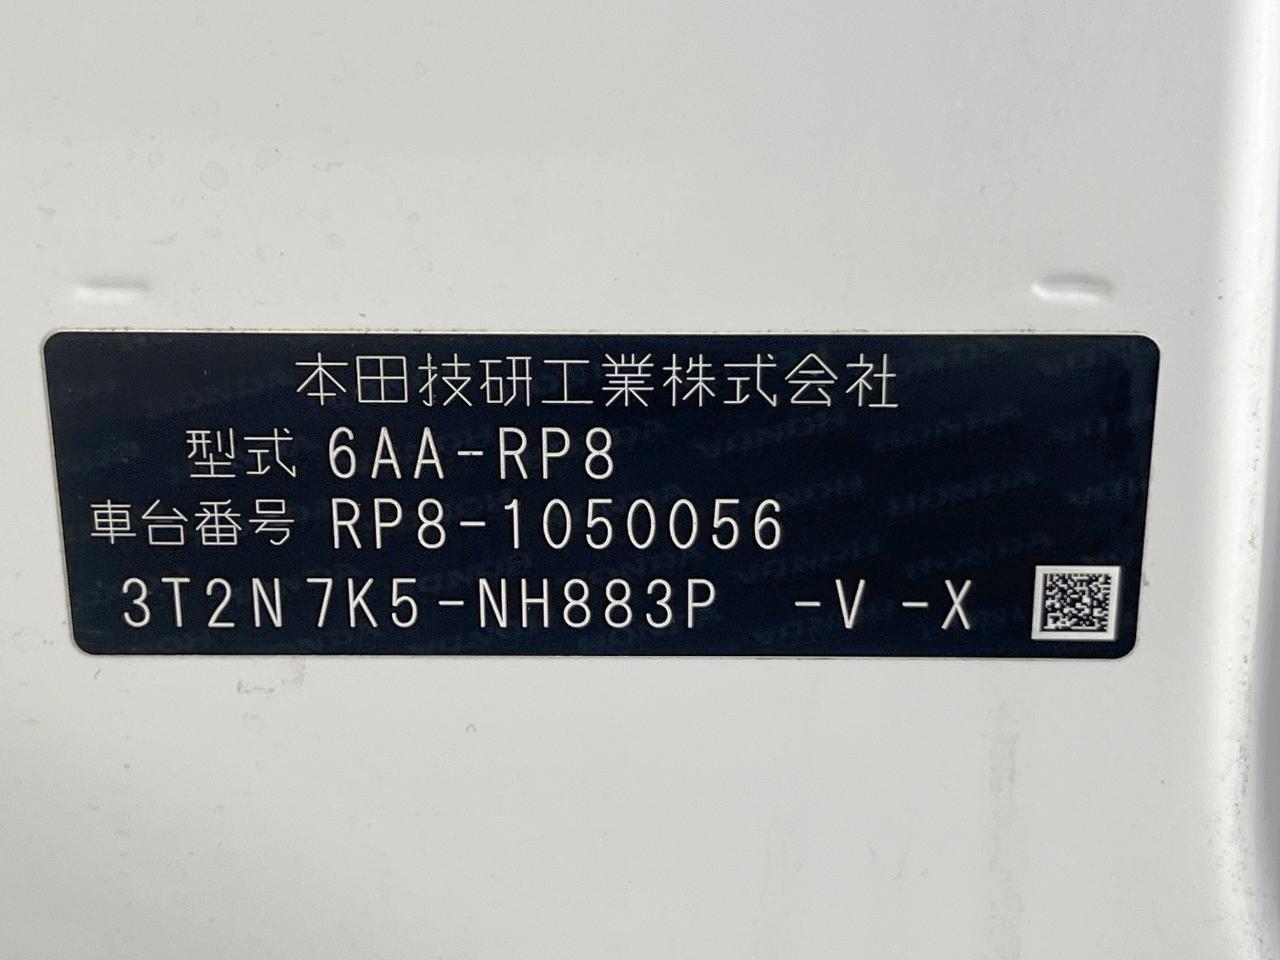 本田技研工業株式会社
型式 6AA-RP8
車台番号 RP8-1050056
3T2N7K5-NH883P -V -X